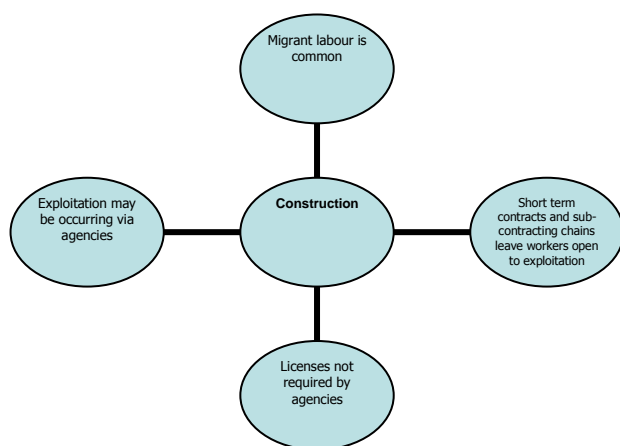 Migrant labour is
common
Exploitation may
be occurring via
agencies
Construction
Short term
contracts and sub-
contracting chains
leave workers open
to exploitation
Licenses not
required by
agencies